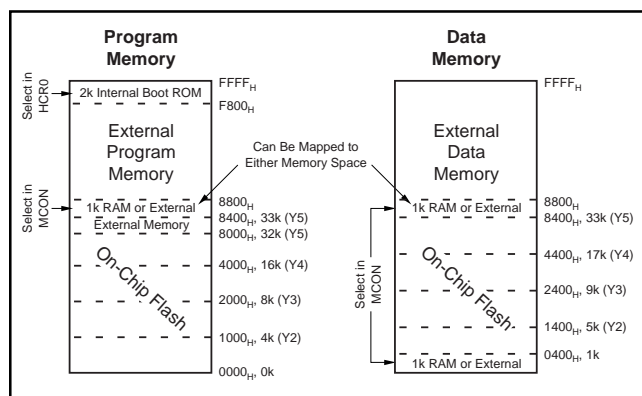 Program
Memory
Select in
HCR0
2k Internal Boot ROM
FFFFH
F800H
External
Program
Memory
Can Be Mapped to
Either Memory Space
Select in
MCON
1k RAM or External
External Memory
8800H
8400H, 33k (Y5)
8000H, 32k (Y5)
4000H, 16k (Y4)
2000H, 8k (Y3)
1000H, 4k (Y2)
0000H, 0k
On-Chip Flash
Data
Memory
FFFFH
External
Data
Memory
8800H
1k RAM or External
8400H, 33k (Y5)
4400H, 17k (Y4)
2400H, 9k (Y3)
1400H, 5k (Y2)
0400H, 1k
On-Chip Flash
Select in
MCON
1k RAM or External
0000H, 0k